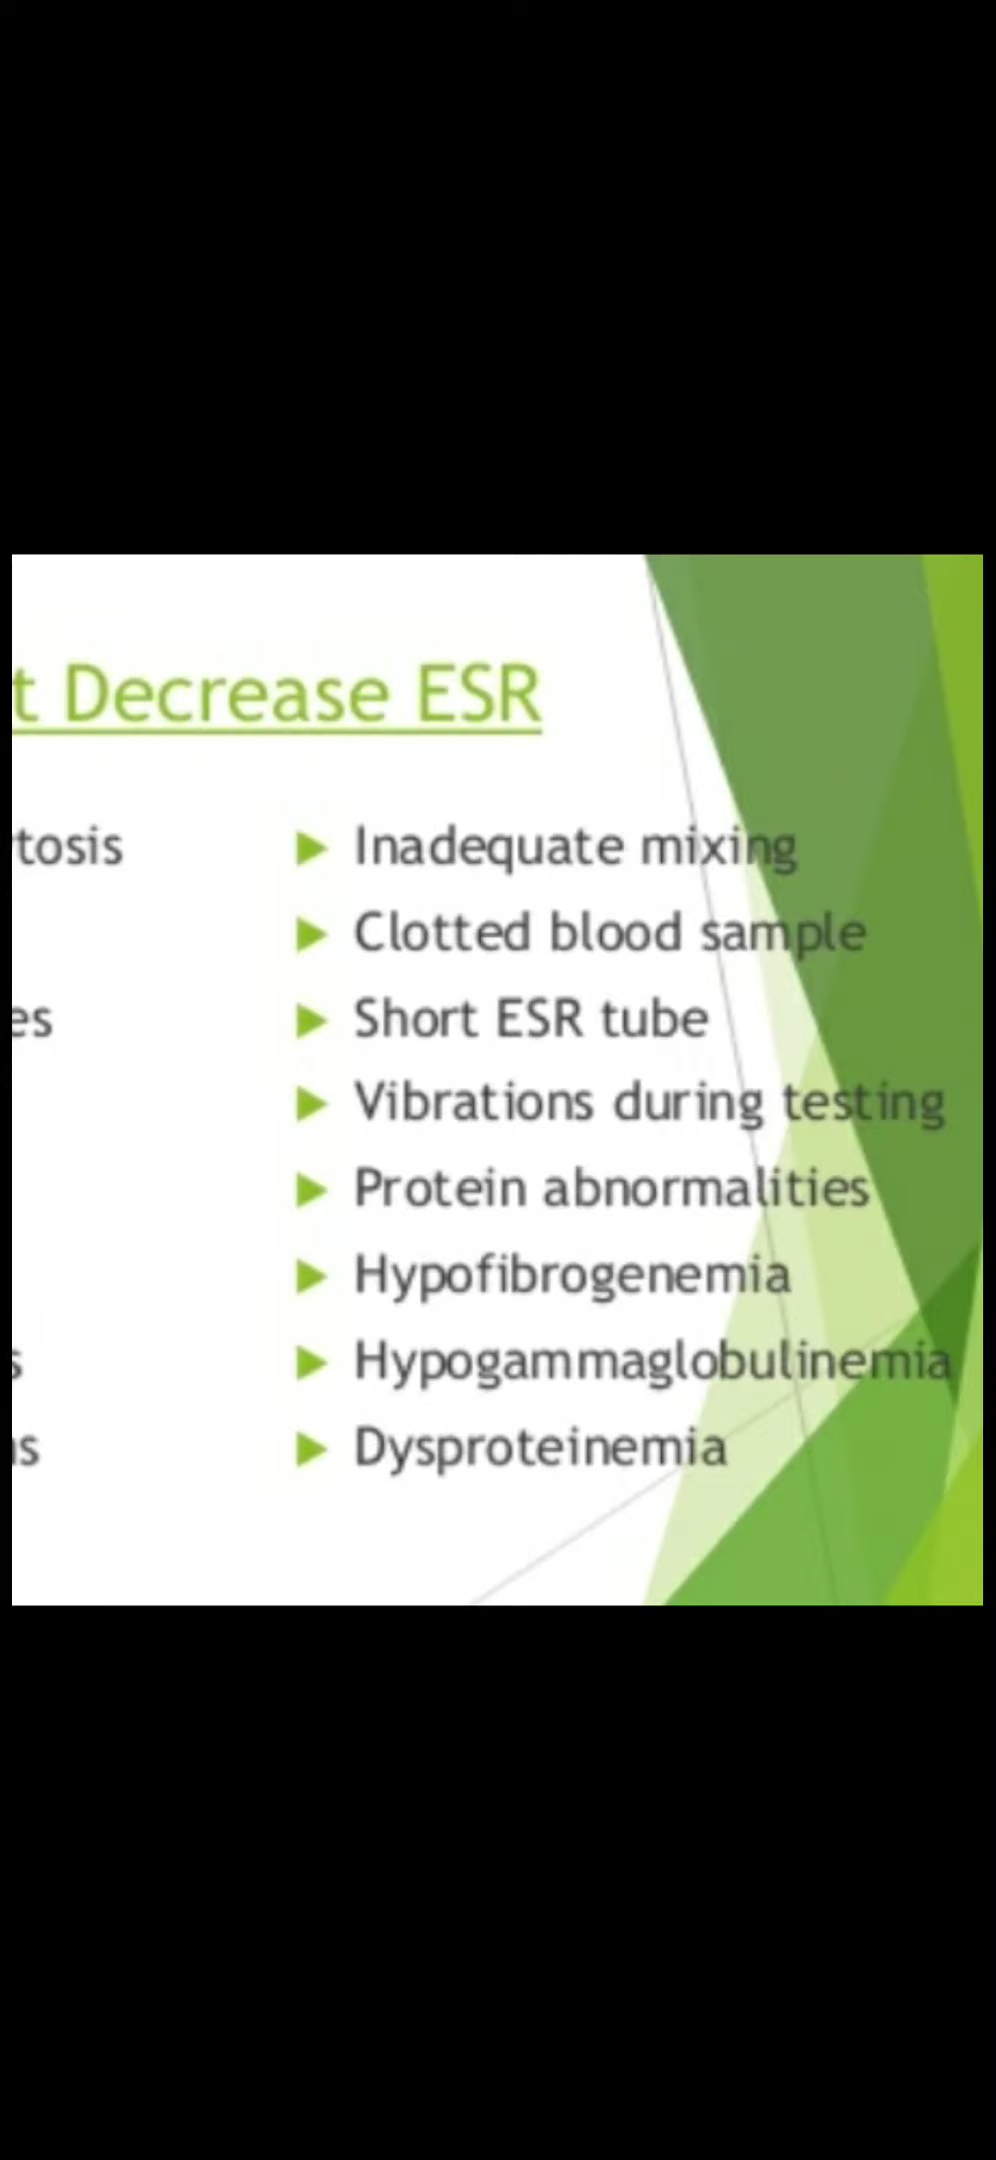 t Decrease ESR
tosis
es
s
s
Inadequate mixing
Clotted blood sample
Short ESR tube
Vibrations during testing
Protein abnormalities
Hypofibrogenemia
Hypogammaglobulinemia
Dysproteinemia